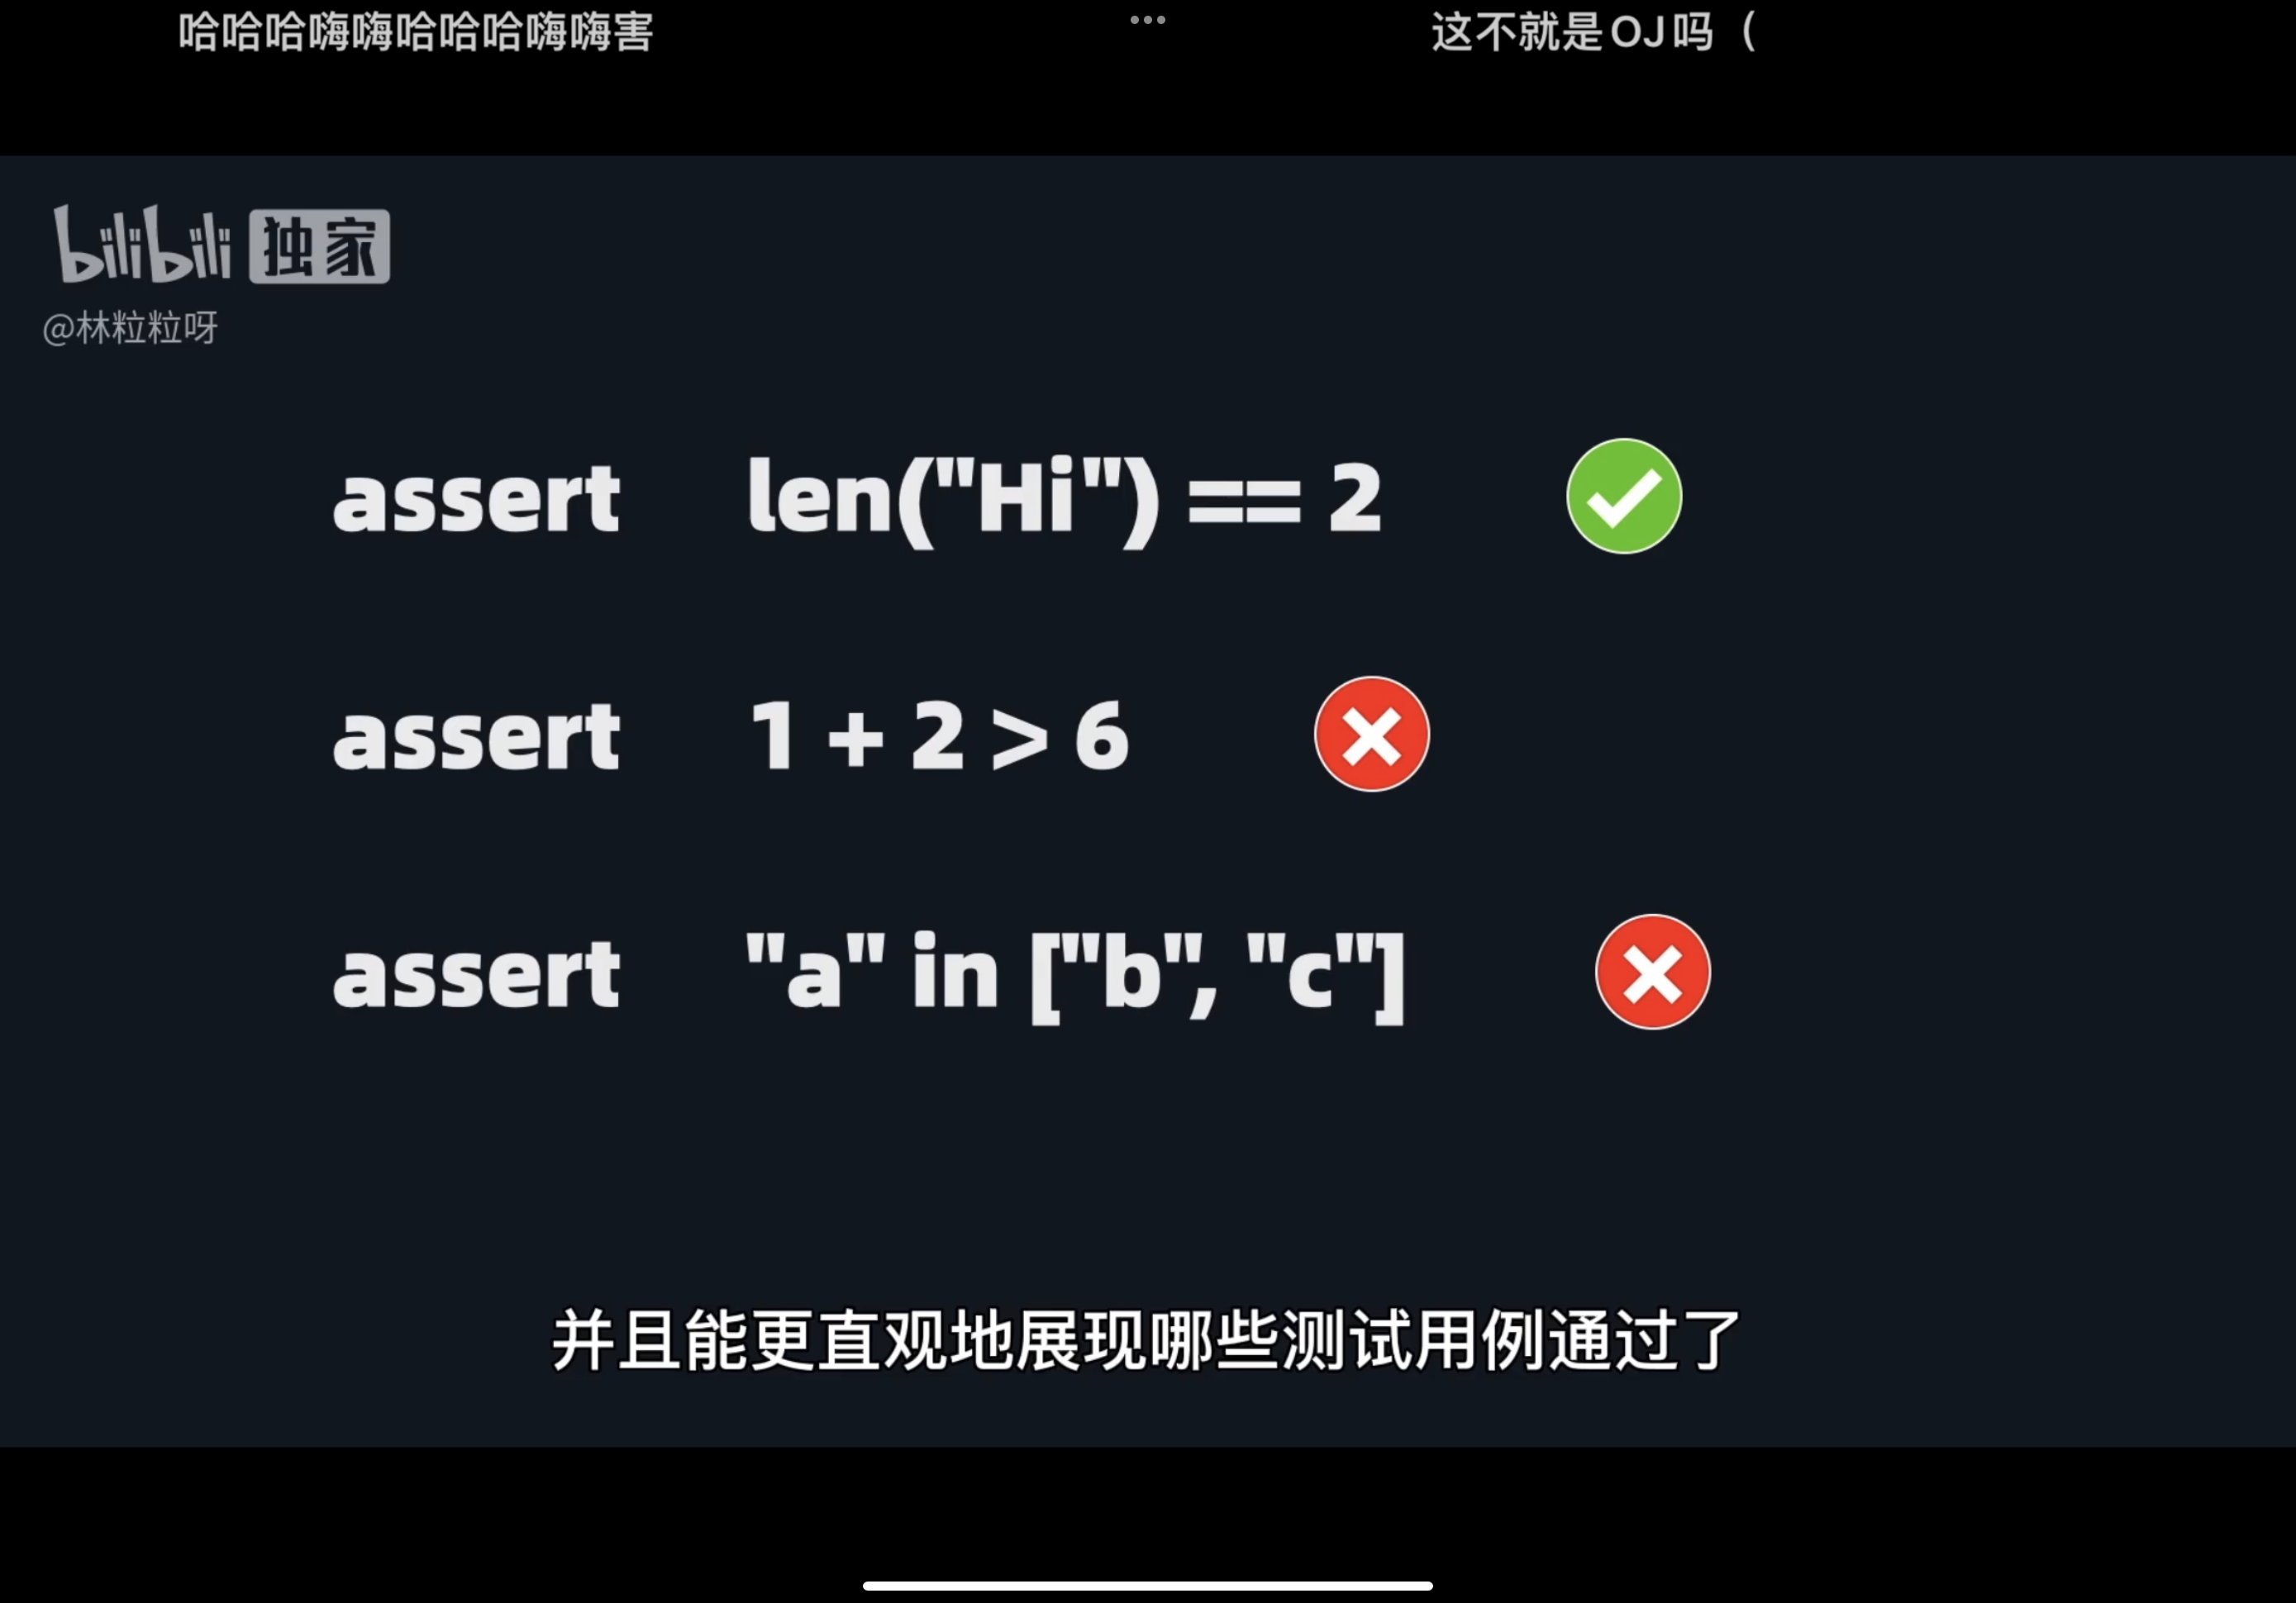 哈哈哈嗨嗨哈哈哈嗨嗨害
这不就是OJ吗（
bilibili 独家
@林粒粒呀
assert len("Hi") == 2
assert 1 + 2 > 6
assert "a" in ["b", "c"]
并且能更直观地展现哪些测试用例通过了